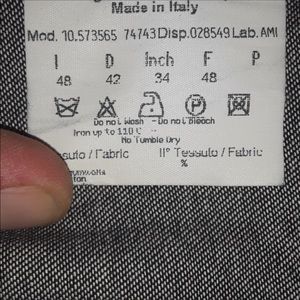 Made in Italy
Mod. 10.573565 74743 Disp.028549 Lab. AMI
I D Inch F P
48 42 34 48
Do not Wash - Do not Bleach
Iron up to 110 C
No Tumble Dry
Tessuto / Fabric II° Tessuto / Fabric
%